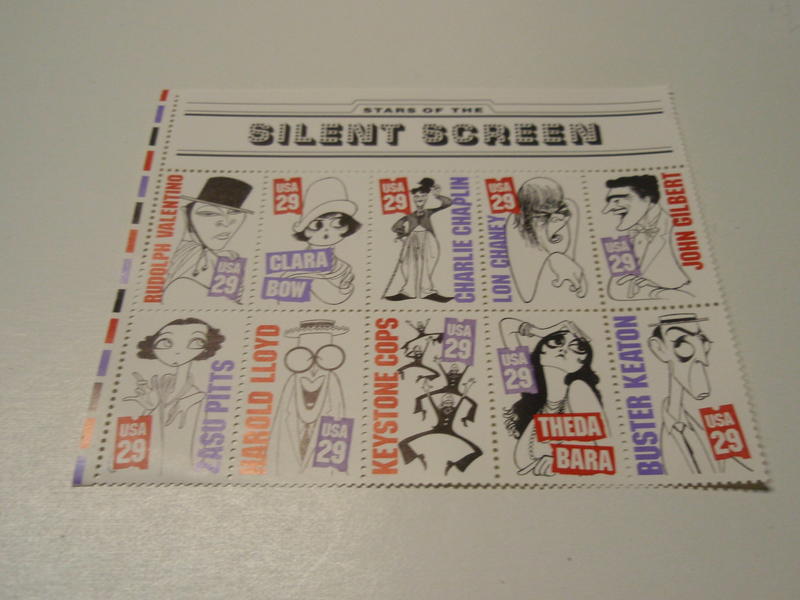 STARS OF THE
SILENT SCREEN
RUDOLPH VALENTINO
USA
29
USA
29
CLARA
BOW
USA
29
CHARLIE CHAPLIN
USA
29
LON CHANEY
USA
29
JOHN GILBERT
USA
29
ZASU PITTS
HAROLD LLOYD
USA
29
KEYSTONE COPS
USA
29
USA
29
THEDA
BARA
BUSTER KEATON
USA
29